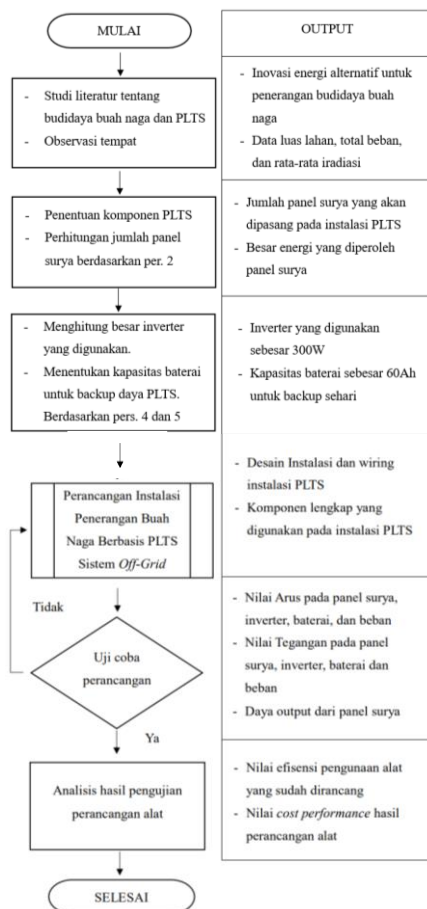 MULAI
OUTPUT
- Studi literatur tentang
budidaya buah naga dan PLTS
- Observasi tempat
- Inovasi energi alternatif untuk
penerangan budidaya buah
naga
- Data luas lahan, total beban,
dan rata-rata iradiasi
- Penentuan komponen PLTS
- Perhitungan jumlah panel
surya berdasarkan per. 2
- Jumlah panel surya yang akan
dipasang pada instalasi PLTS
- Besar energi yang diperoleh
panel surya
- Menghitung besar inverter
yang digunakan.
- Menentukan kapasitas baterai
untuk backup daya PLTS.
Berdasarkan pers. 4 dan 5
- Inverter yang digunakan
sebesar 300W
- Kapasitas baterai sebesar 60Ah
untuk backup sehari
Perancangan Instalasi
Penerangan Buah
Naga Berbasis PLTS
Sistem Off-Grid
- Desain Instalasi dan wiring
instalasi PLTS
- Komponen lengkap yang
digunakan pada instalasi PLTS
Tidak
Uji coba
perancangan
Ya
- Nilai Arus pada panel surya,
inverter, baterai, dan beban
- Nilai Tegangan pada panel
surya, inverter, baterai dan
beban
- Daya output dari panel surya
Analisis hasil pengujian
perancangan alat
- Nilai efisensi pengunaan alat
yang sudah dirancang
- Nilai cost performance hasil
perancangan alat
SELESAI